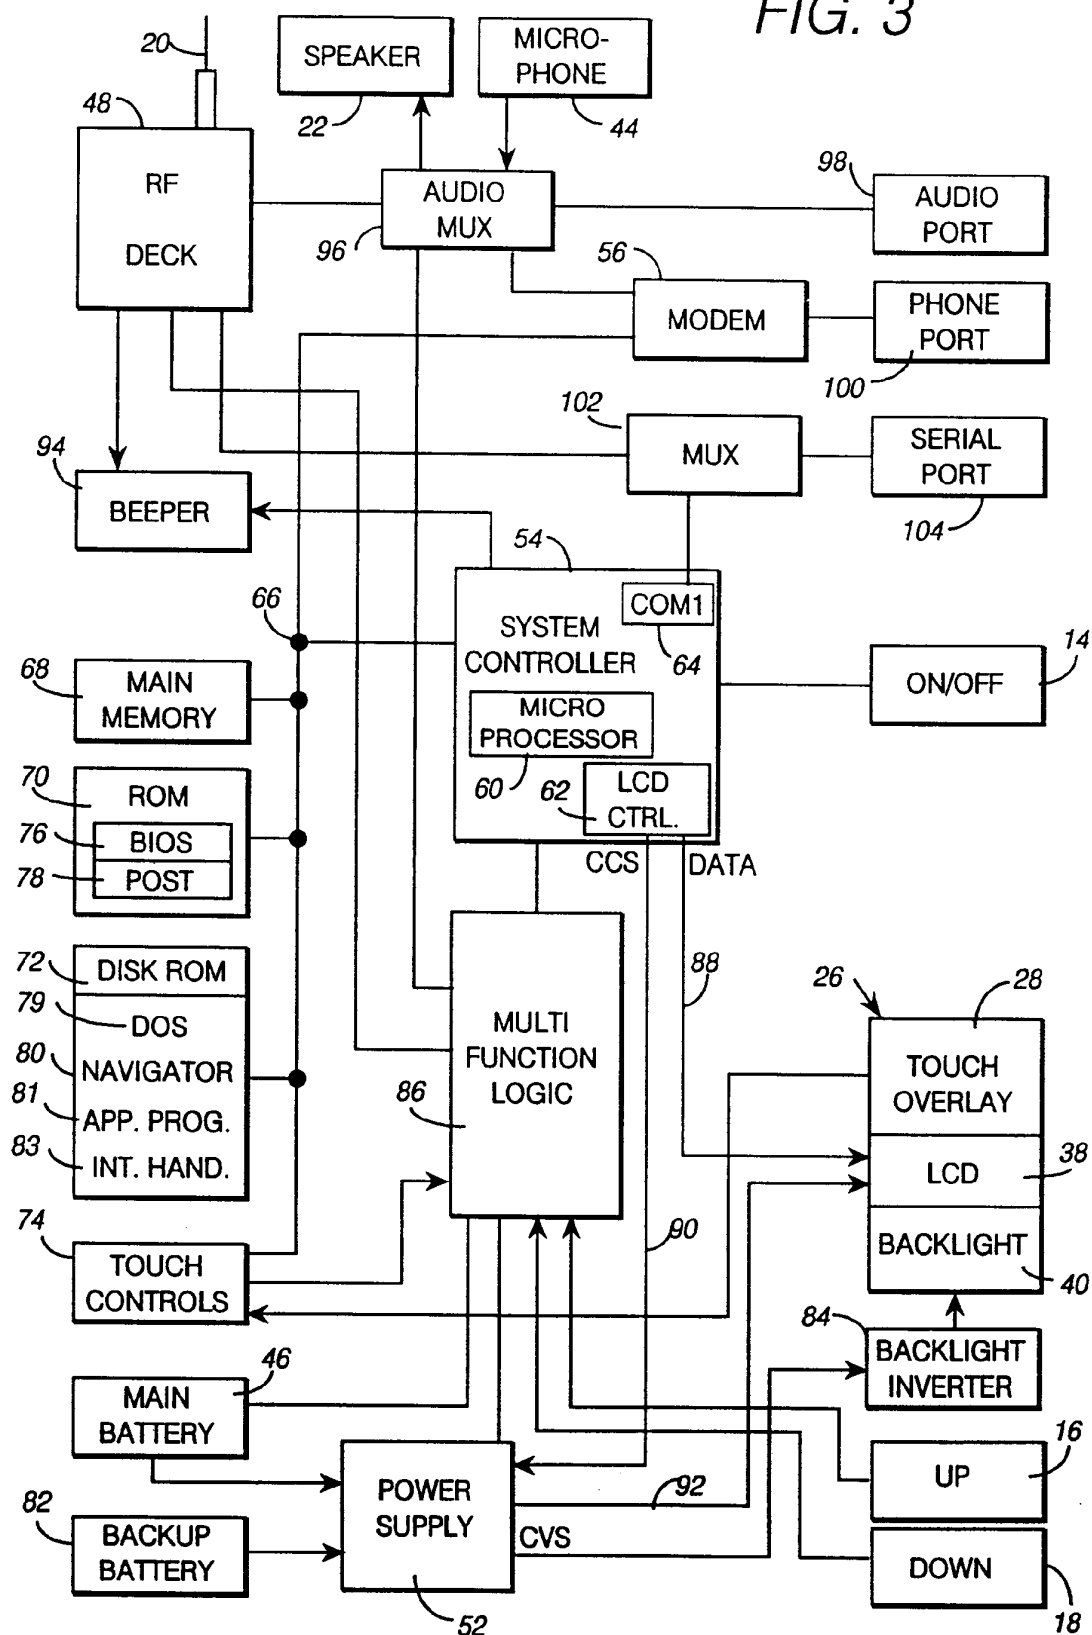 FIG. 3
20
SPEAKER
MICRO-
PHONE
48
22
44
RF
DECK
AUDIO
MUX
96
98
AUDIO
PORT
56
MODEM
PHONE
PORT
100
102
MUX
SERIAL
PORT
104
94
BEEPER
54
COM1
64
66
SYSTEM
CONTROLLER
14
ON/OFF
68
MAIN
MEMORY
MICRO
PROCESSOR
60
62
LCD
CTRL.
70
ROM
76
BIOS
78
POST
CCS
DATA
72
DISK ROM
79
DOS
80
NAVIGATOR
81
APP. PROG.
83
INT. HAND.
88
MULTI
FUNCTION
LOGIC
86
26
28
TOUCH
OVERLAY
LCD
38
BACKLIGHT
40
90
74
TOUCH
CONTROLS
84
BACKLIGHT
INVERTER
46
MAIN
BATTERY
16
UP
82
BACKUP
BATTERY
POWER
SUPPLY
92
CVS
52
DOWN
18